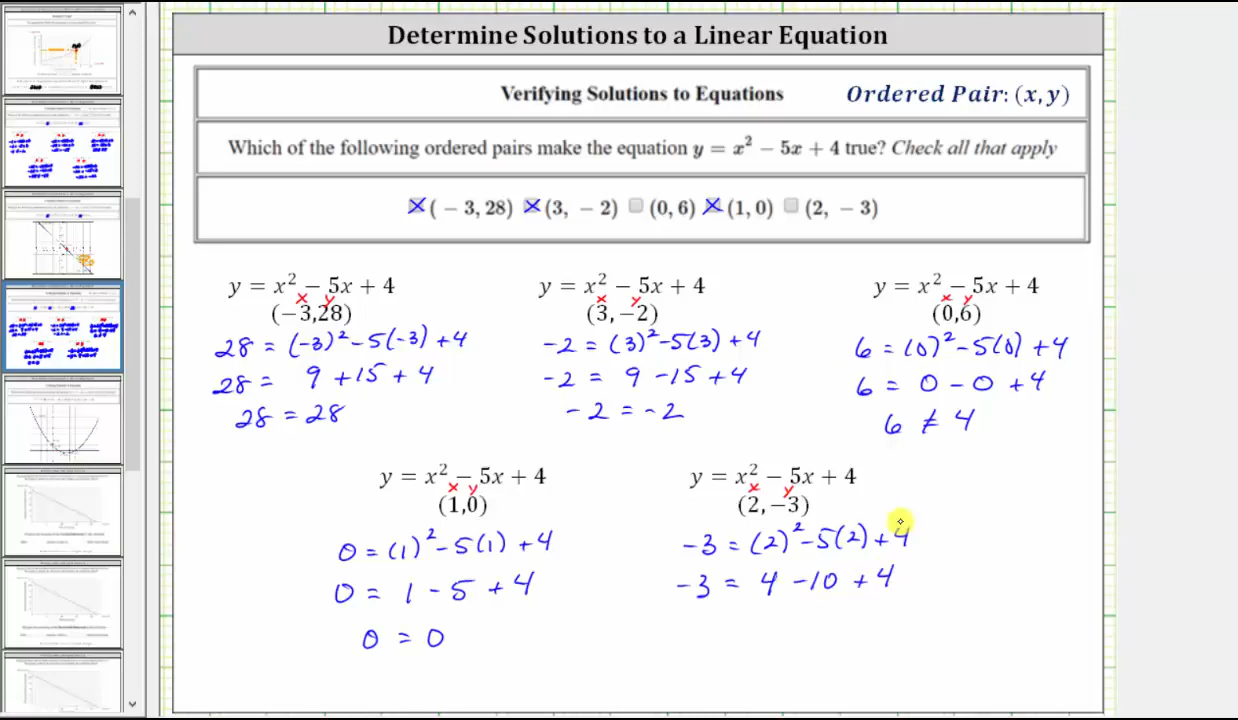 Determine Solutions to a Linear Equation
Verifying Solutions to Equations Ordered Pair: (x, y)
Which of the following ordered pairs make the equation y = x² − 5x + 4 true? Check all that apply
(−3, 28) (3, −2) (0, 6) (1, 0) (2, −3)
y = x² − 5x + 4
x y
(−3,28)
28 = (-3)² -5(-3) +4
28 = 9 +15 + 4
28 = 28
y = x² − 5x + 4
x y
(3, −2)
-2 = (3)² -5(3) +4
-2 = 9 -15 +4
-2 = -2
y = x² − 5x + 4
x y
(0,6)
6 = (0)² -5(0) +4
6 = 0 - 0 +4
6 ≠ 4
y = x² − 5x + 4
x y
(1,0)
0 = (1)² -5(1) +4
0 = 1 - 5 +4
0 = 0
y = x² − 5x + 4
x y
(2, −3)
-3 = (2)² -5(2) +4
-3 = 4 -10 +4